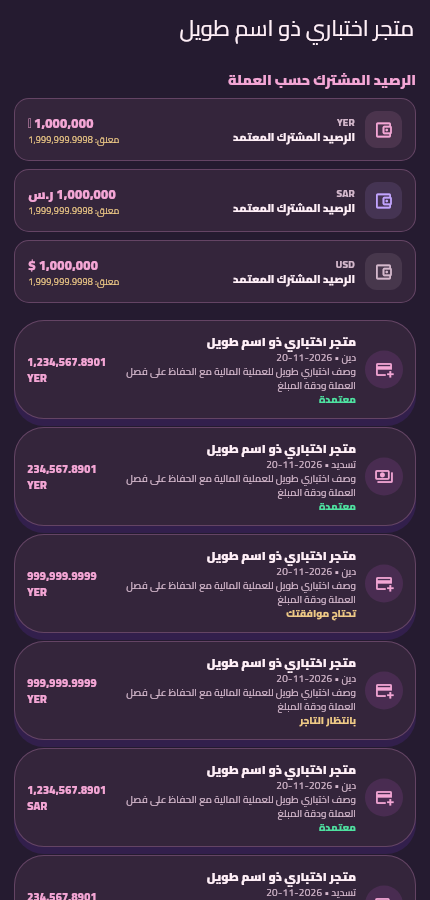 متجر اختباري ذو اسم طويل
الرصيد المشترك حسب العملة
YER
الرصيد المشترك المعتمد
1,000,000
معلق: 1,999,999.9998
SAR
الرصيد المشترك المعتمد
1,000,000 ر.س
معلق: 1,999,999.9998
USD
الرصيد المشترك المعتمد
$ 1,000,000
معلق: 1,999,999.9998
متجر اختباري ذو اسم طويل
دين • 2026-11-20
وصف اختباري طويل للعملية المالية مع الحفاظ على فصل
العملة ودقة المبلغ
معتمدة
1,234,567.8901
YER
متجر اختباري ذو اسم طويل
تسديد • 2026-11-20
وصف اختباري طويل للعملية المالية مع الحفاظ على فصل
العملة ودقة المبلغ
معتمدة
234,567.8901
YER
متجر اختباري ذو اسم طويل
دين • 2026-11-20
وصف اختباري طويل للعملية المالية مع الحفاظ على فصل
العملة ودقة المبلغ
تحتاج موافقتك
999,999.9999
YER
متجر اختباري ذو اسم طويل
دين • 2026-11-20
وصف اختباري طويل للعملية المالية مع الحفاظ على فصل
العملة ودقة المبلغ
بانتظار التاجر
999,999.9999
YER
متجر اختباري ذو اسم طويل
دين • 2026-11-20
وصف اختباري طويل للعملية المالية مع الحفاظ على فصل
العملة ودقة المبلغ
معتمدة
1,234,567.8901
SAR
متجر اختباري ذو اسم طويل
تسديد • 2026-11-20
234,567.8901